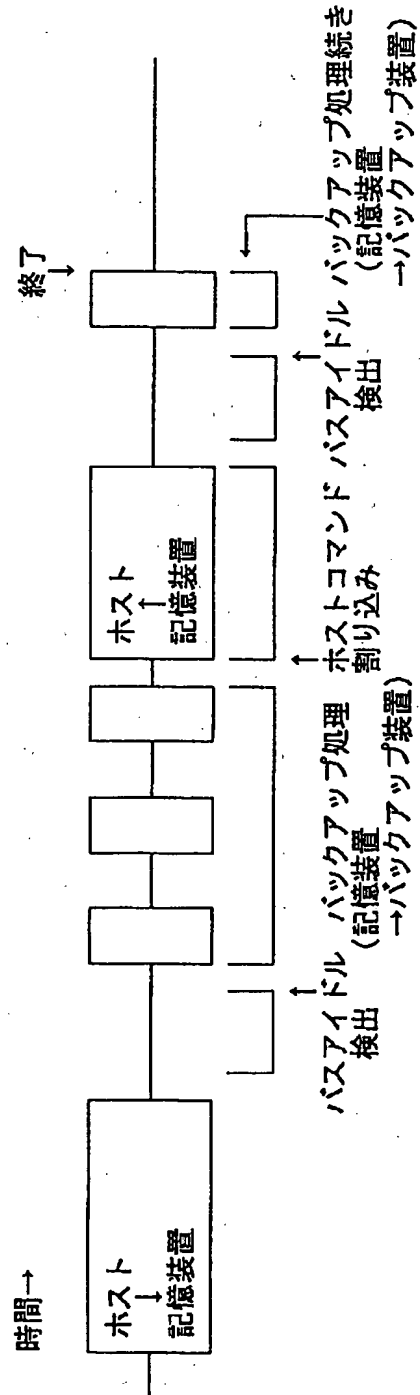 時間→
終了
↓
ホスト
↓
記憶装置
ホスト
↑
記憶装置
↑
バスアイドル
検出
バックアップ処理
(記憶装置
→バックアップ装置)
↑
ホストコマンド
割り込み
↑
バスアイドル
検出
バックアップ処理続き
(記憶装置
→バックアップ装置)